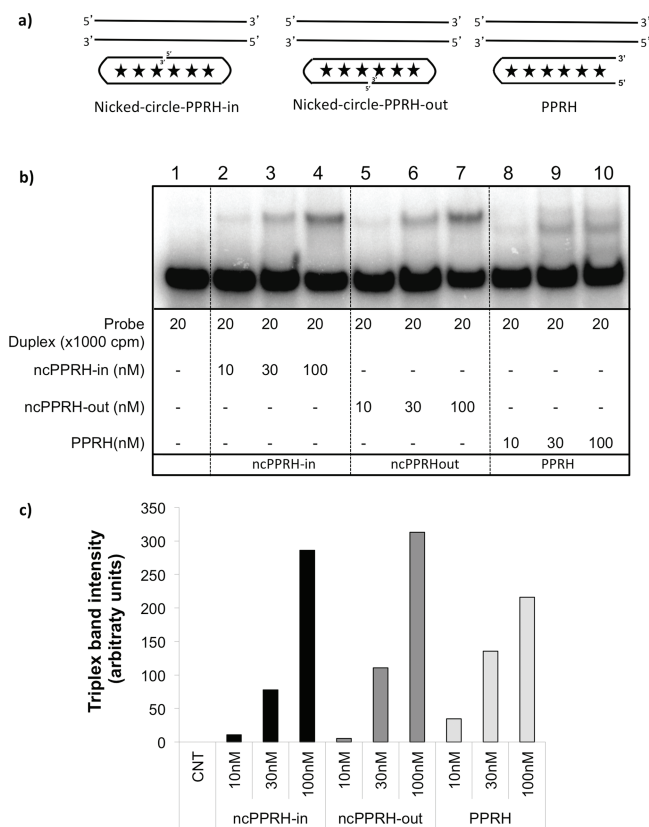 a)
5’ 3’ 5’ 3’ 5’ 3’
3’ 5’ 3’ 5’ 3’ 5’
5’ 3’
3’ 3’
5’ 5’
Nicked-circle-PPRH-in Nicked-circle-PPRH-out PPRH
b)
1 2 3 4 5 6 7 8 9 10
Probe 20 20 20 20 20 20 20 20 20 20
Duplex (x1000 cpm)
ncPPRH-in (nM) - 10 30 100 - - - - - -
ncPPRH-out (nM) - - - - 10 30 100 - - -
PPRH(nM) - - - - - - - 10 30 100
ncPPRH-in ncPPRHout PPRH
c)
Triplex band intensity
(arbitraty units)
350
300
250
200
150
100
50
0
CNT 10nM 30nM 100nM 10nM 30nM 100nM 10nM 30nM 100nM
ncPPRH-in ncPPRH-out PPRH